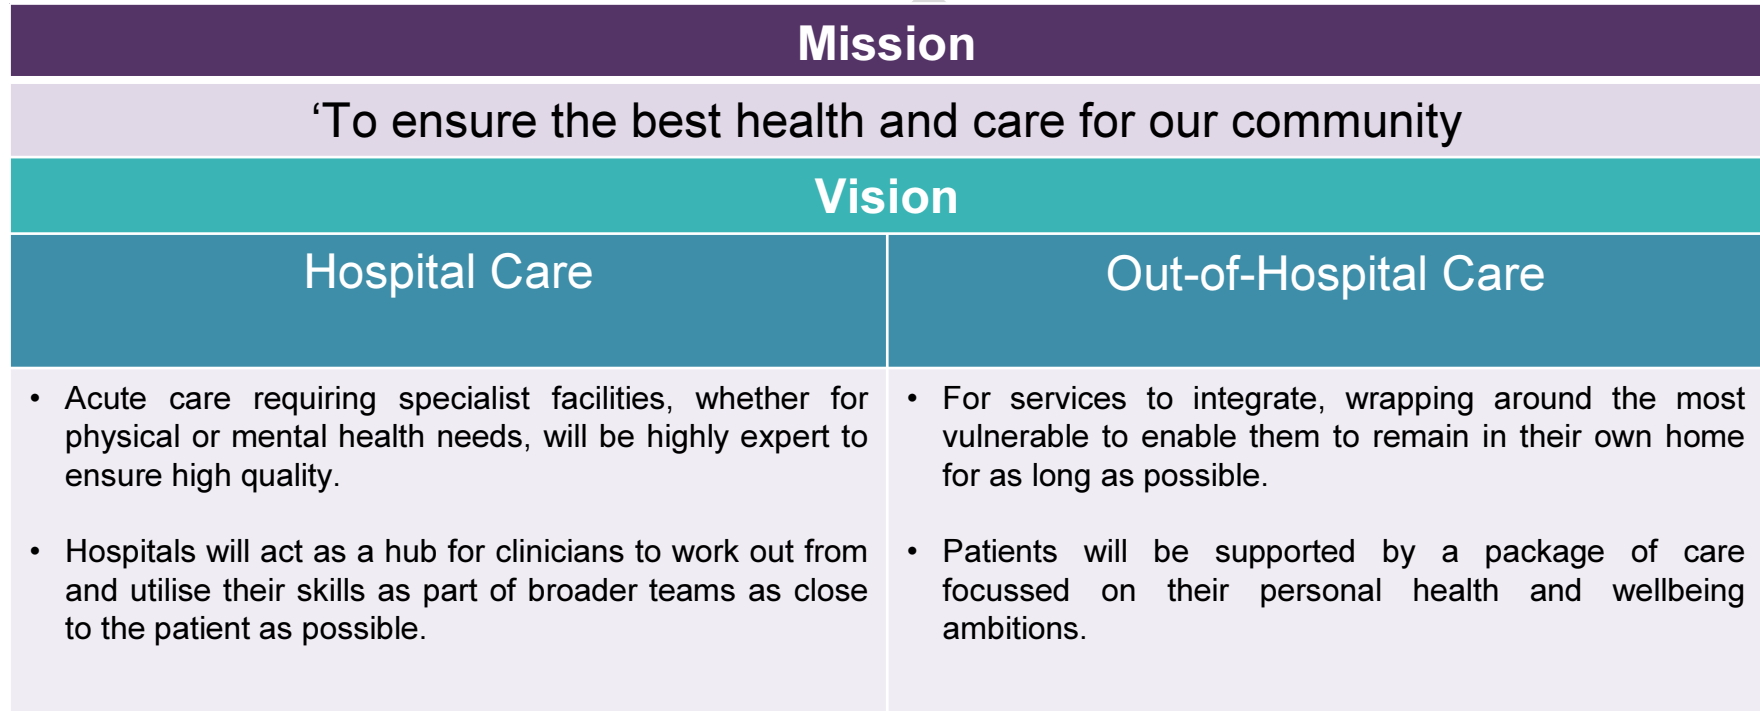 Mission
‘To ensure the best health and care for our community
Vision
Hospital Care
Out-of-Hospital Care
• Acute care requiring specialist facilities, whether for
physical or mental health needs, will be highly expert to
ensure high quality.
• Hospitals will act as a hub for clinicians to work out from
and utilise their skills as part of broader teams as close
to the patient as possible.
• For services to integrate, wrapping around the most
vulnerable to enable them to remain in their own home
for as long as possible.
• Patients will be supported by a package of care
focussed on their personal health and wellbeing
ambitions.